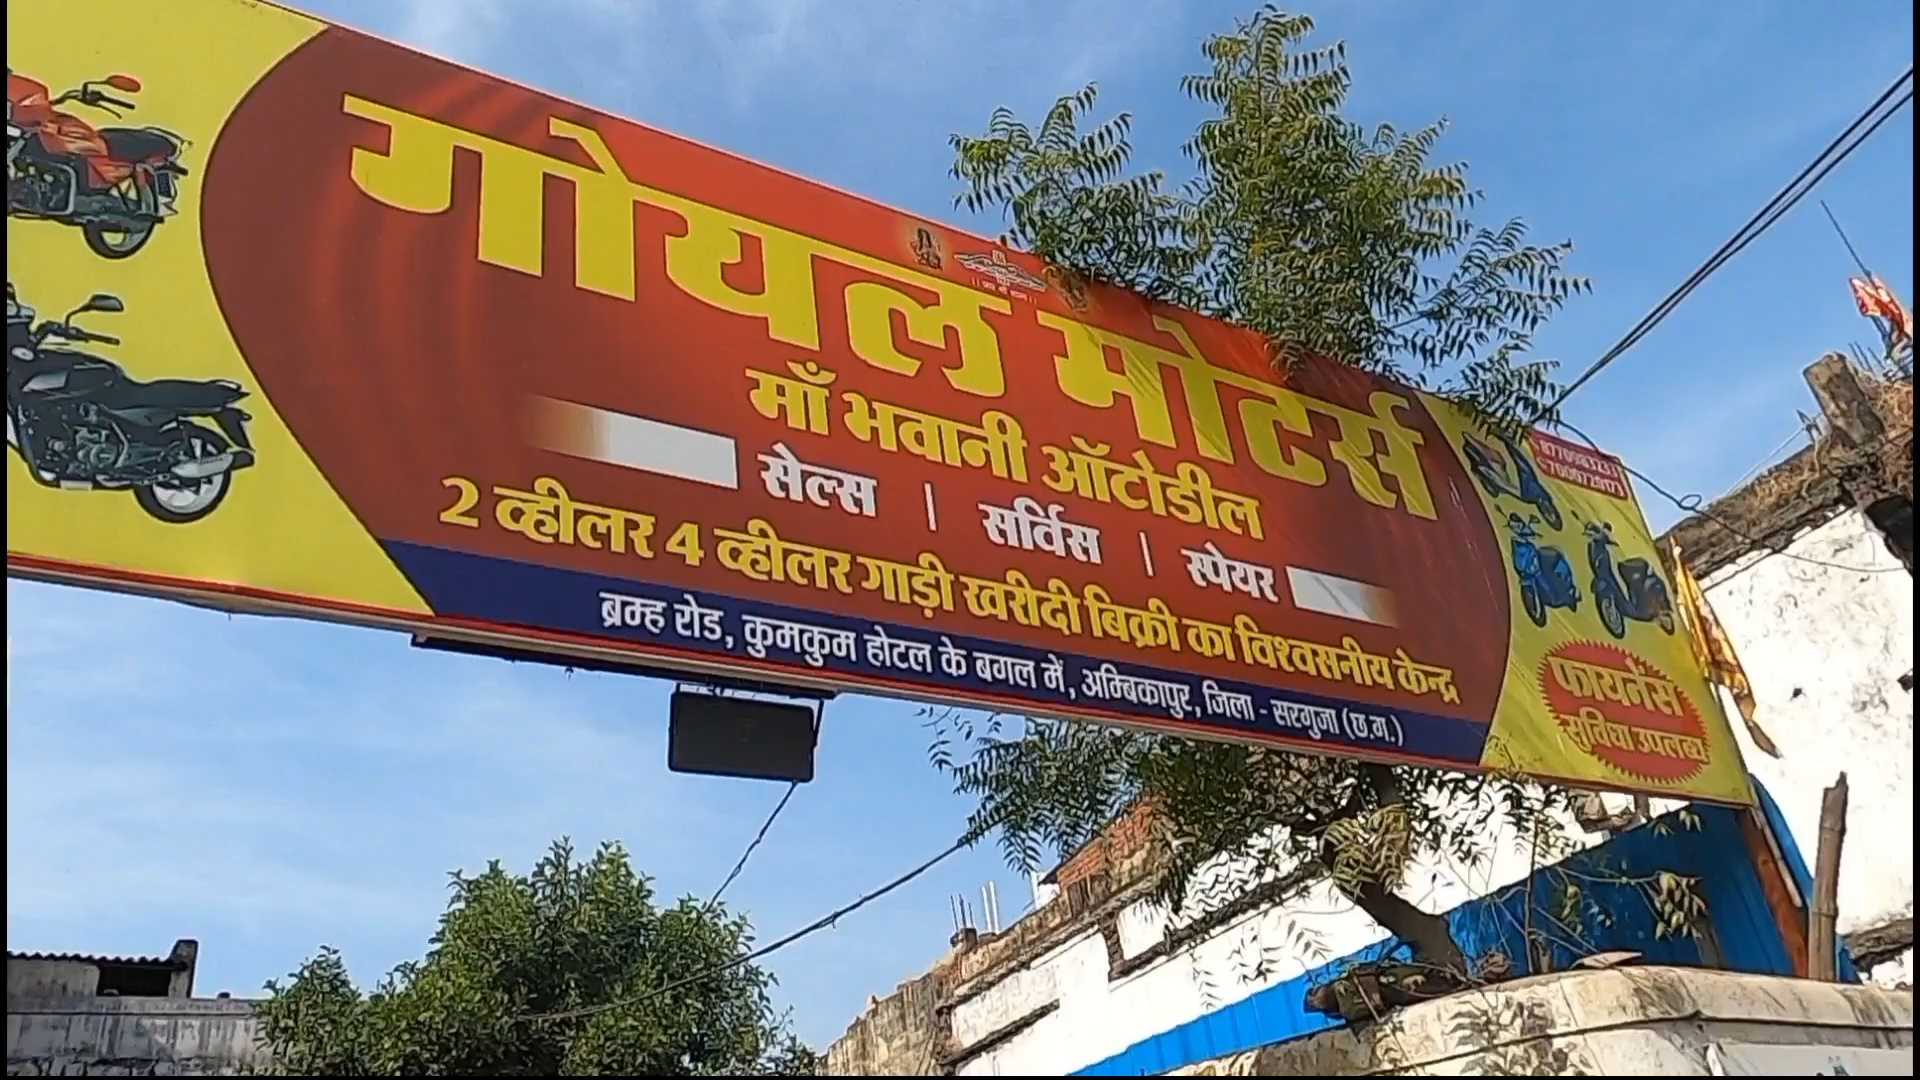 गोयल मोटर्स
माँ भवानी ऑटोडील
सेल्स | सर्विस | स्पेयर
2 व्हीलर 4 व्हीलर गाड़ी खरीदी बिक्री का विश्वसनीय केन्द्र
ब्रम्ह रोड, कुमकुम होटल के बगल में, अम्बिकापुर, जिला - सरगुजा (छ.ग.)
फायनेंस
सुविधा उपलब्ध